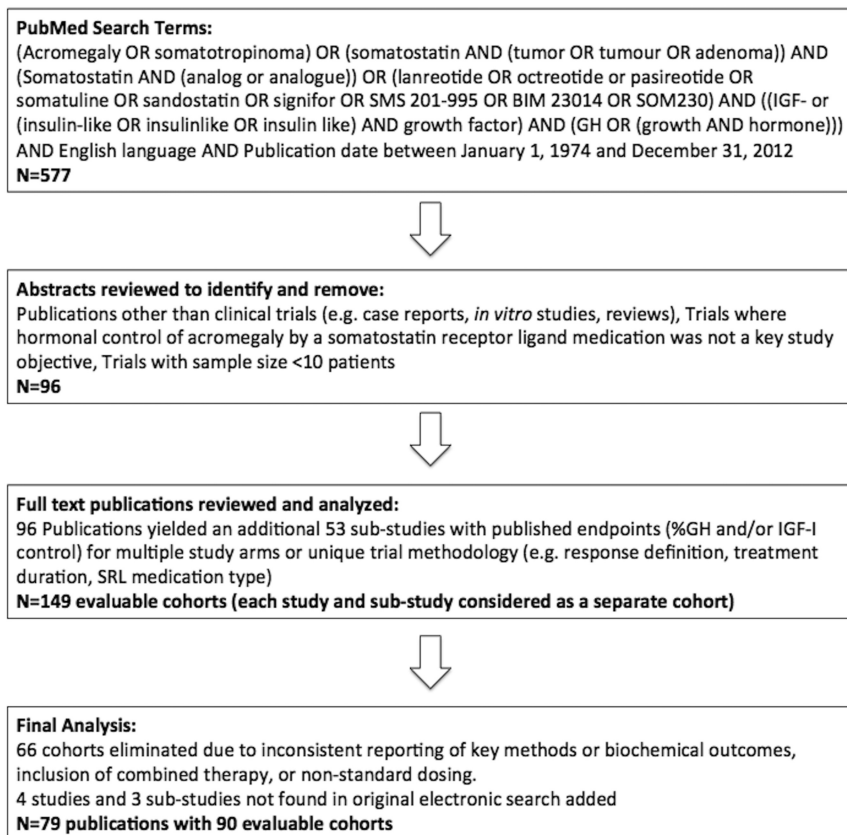 PubMed Search Terms:
(Acromegaly OR somatotropinoma) OR (somatostatin AND (tumor OR tumour OR adenoma)) AND
(Somatostatin AND (analog or analogue)) OR (lanreotide OR octreotide or pasireotide OR
somatuline OR sandostatin OR signifor OR SMS 201-995 OR BIM 23014 OR SOM230) AND ((IGF- or
(insulin-like OR insulinlike OR insulin like) AND growth factor) AND (GH OR (growth AND hormone)))
AND English language AND Publication date between January 1, 1974 and December 31, 2012
N=577
Abstracts reviewed to identify and remove:
Publications other than clinical trials (e.g. case reports, in vitro studies, reviews), Trials where
hormonal control of acromegaly by a somatostatin receptor ligand medication was not a key study
objective, Trials with sample size <10 patients
N=96
Full text publications reviewed and analyzed:
96 Publications yielded an additional 53 sub-studies with published endpoints (%GH and/or IGF-I
control) for multiple study arms or unique trial methodology (e.g. response definition, treatment
duration, SRL medication type)
N=149 evaluable cohorts (each study and sub-study considered as a separate cohort)
Final Analysis:
66 cohorts eliminated due to inconsistent reporting of key methods or biochemical outcomes,
inclusion of combined therapy, or non-standard dosing.
4 studies and 3 sub-studies not found in original electronic search added
N=79 publications with 90 evaluable cohorts